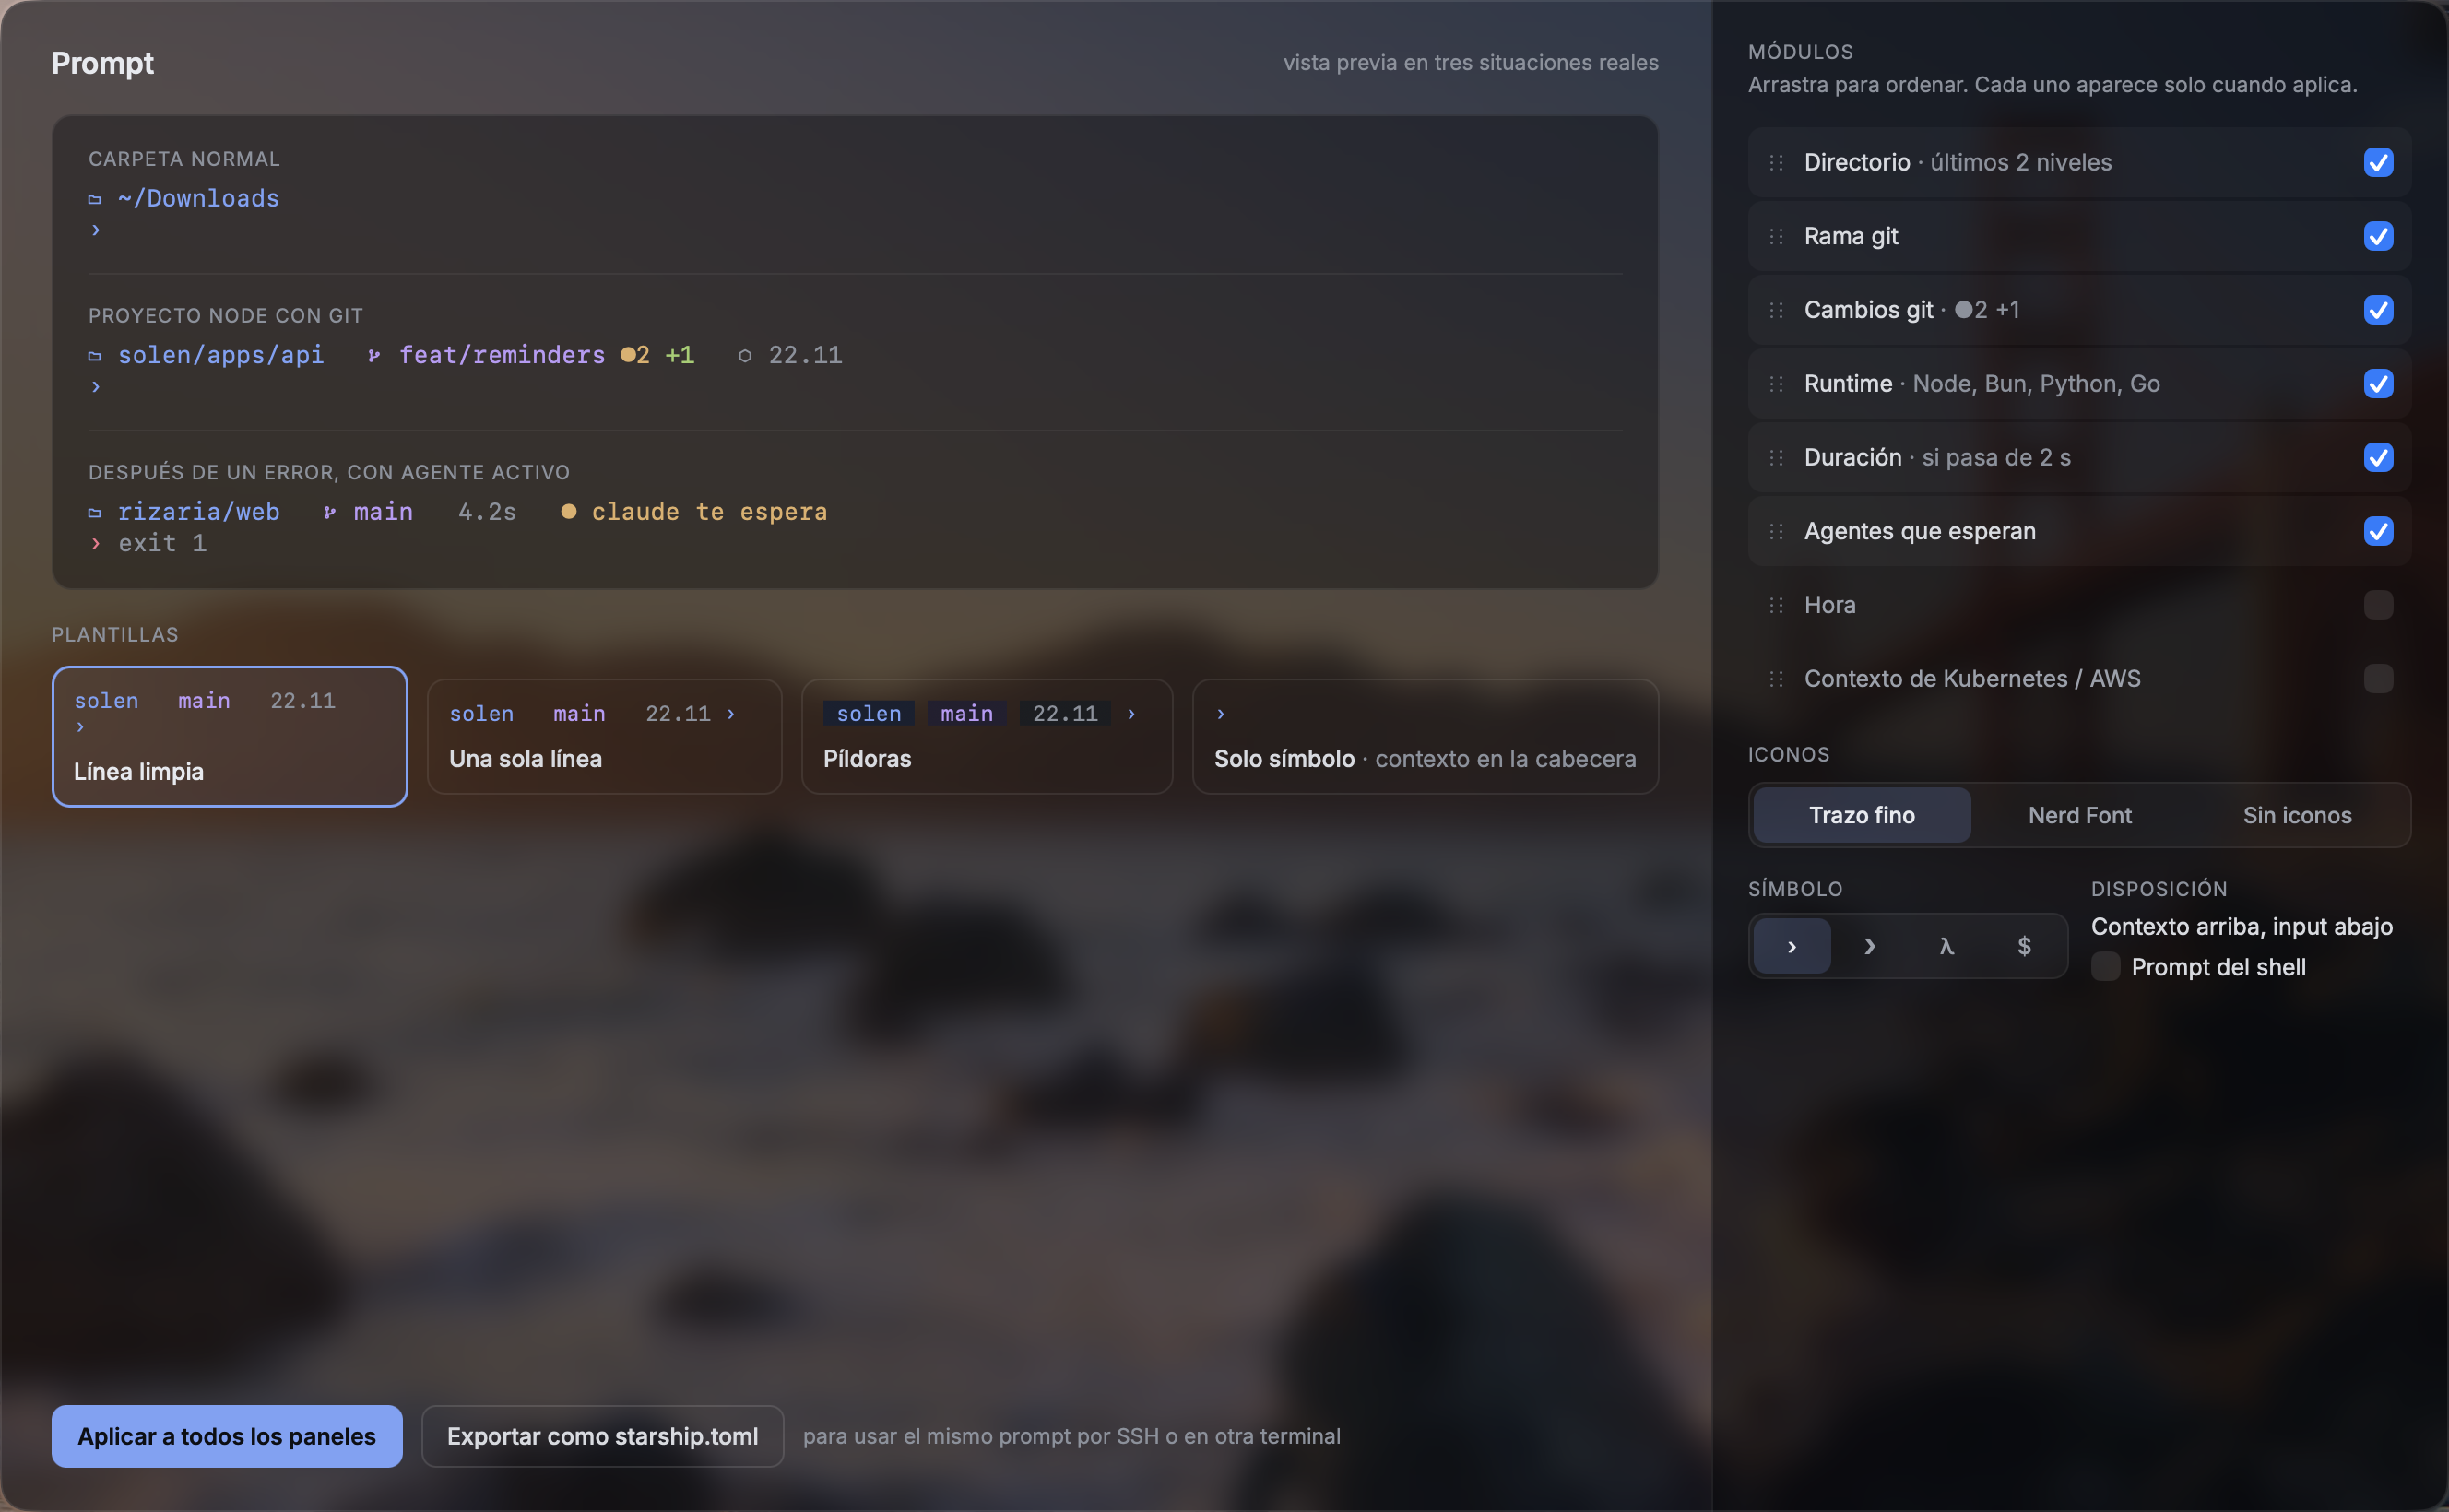 Prompt
vista previa en tres situaciones reales
CARPETA NORMAL
~/Downloads
›
PROYECTO NODE CON GIT
solen/apps/api feat/reminders ●2 +1 22.11
›
DESPUÉS DE UN ERROR, CON AGENTE ACTIVO
rizaria/web main 4.2s ● claude te espera
› exit 1
PLANTILLAS
solen main 22.11
›
Línea limpia
solen main 22.11 ›
Una sola línea
solen main 22.11 ›
Píldoras
›
Solo símbolo · contexto en la cabecera
Aplicar a todos los paneles
Exportar como starship.toml
para usar el mismo prompt por SSH o en otra terminal
MÓDULOS
Arrastra para ordenar. Cada uno aparece solo cuando aplica.
Directorio · últimos 2 niveles
Rama git
Cambios git · ●2 +1
Runtime · Node, Bun, Python, Go
Duración · si pasa de 2 s
Agentes que esperan
Hora
Contexto de Kubernetes / AWS
ICONOS
Trazo fino
Nerd Font
Sin iconos
SÍMBOLO
› ❯ λ $
DISPOSICIÓN
Contexto arriba, input abajo
Prompt del shell